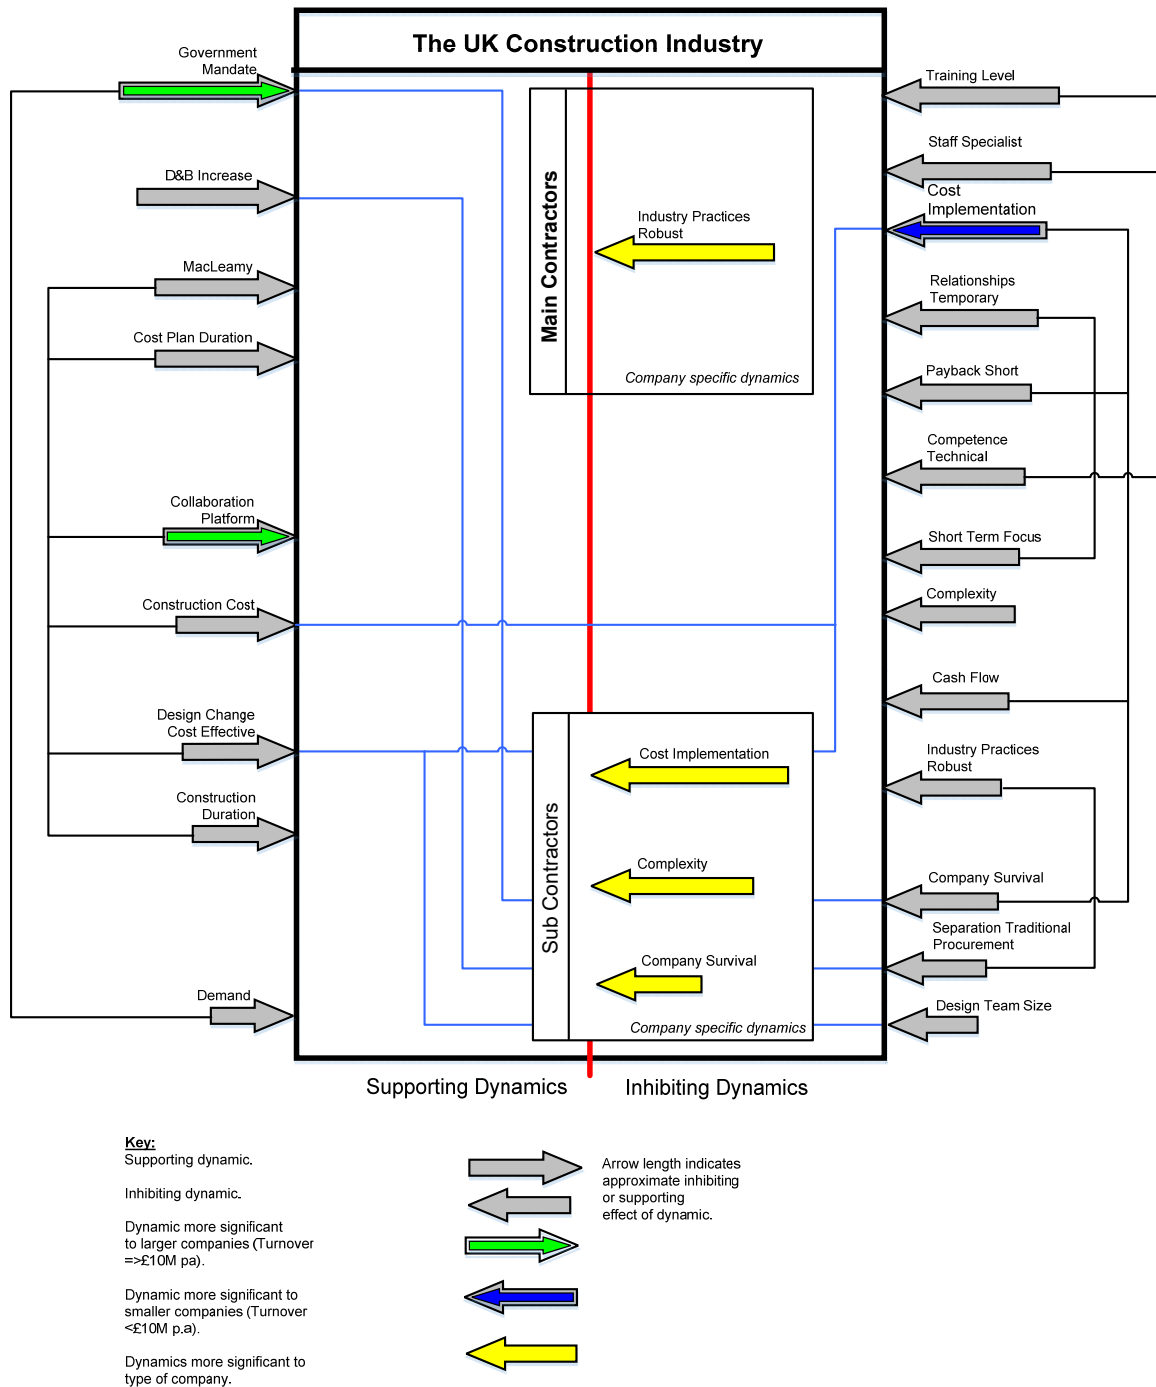 The UK Construction Industry
Government
Mandate
D&B Increase
MacLeamy
Cost Plan Duration
Collaboration
Platform
Construction Cost
Design Change
Cost Effective
Construction
Duration
Demand
Main Contractors
Industry Practices
Robust
Company specific dynamics
Sub Contractors
Cost Implementation
Complexity
Company Survival
Company specific dynamics
Training Level
Staff Specialist
Cost
Implementation
Relationships
Temporary
Payback Short
Competence
Technical
Short Term Focus
Complexity
Cash Flow
Industry Practices
Robust
Company Survival
Separation Traditional
Procurement
Design Team Size
Supporting Dynamics
Inhibiting Dynamics
Key:
Supporting dynamic.
Inhibiting dynamic.
Dynamic more significant
to larger companies (Turnover
=>£10M pa).
Dynamic more significant to
smaller companies (Turnover
<£10M p.a).
Dynamics more significant to
type of company.
Arrow length indicates
approximate inhibiting
or supporting
effect of dynamic.